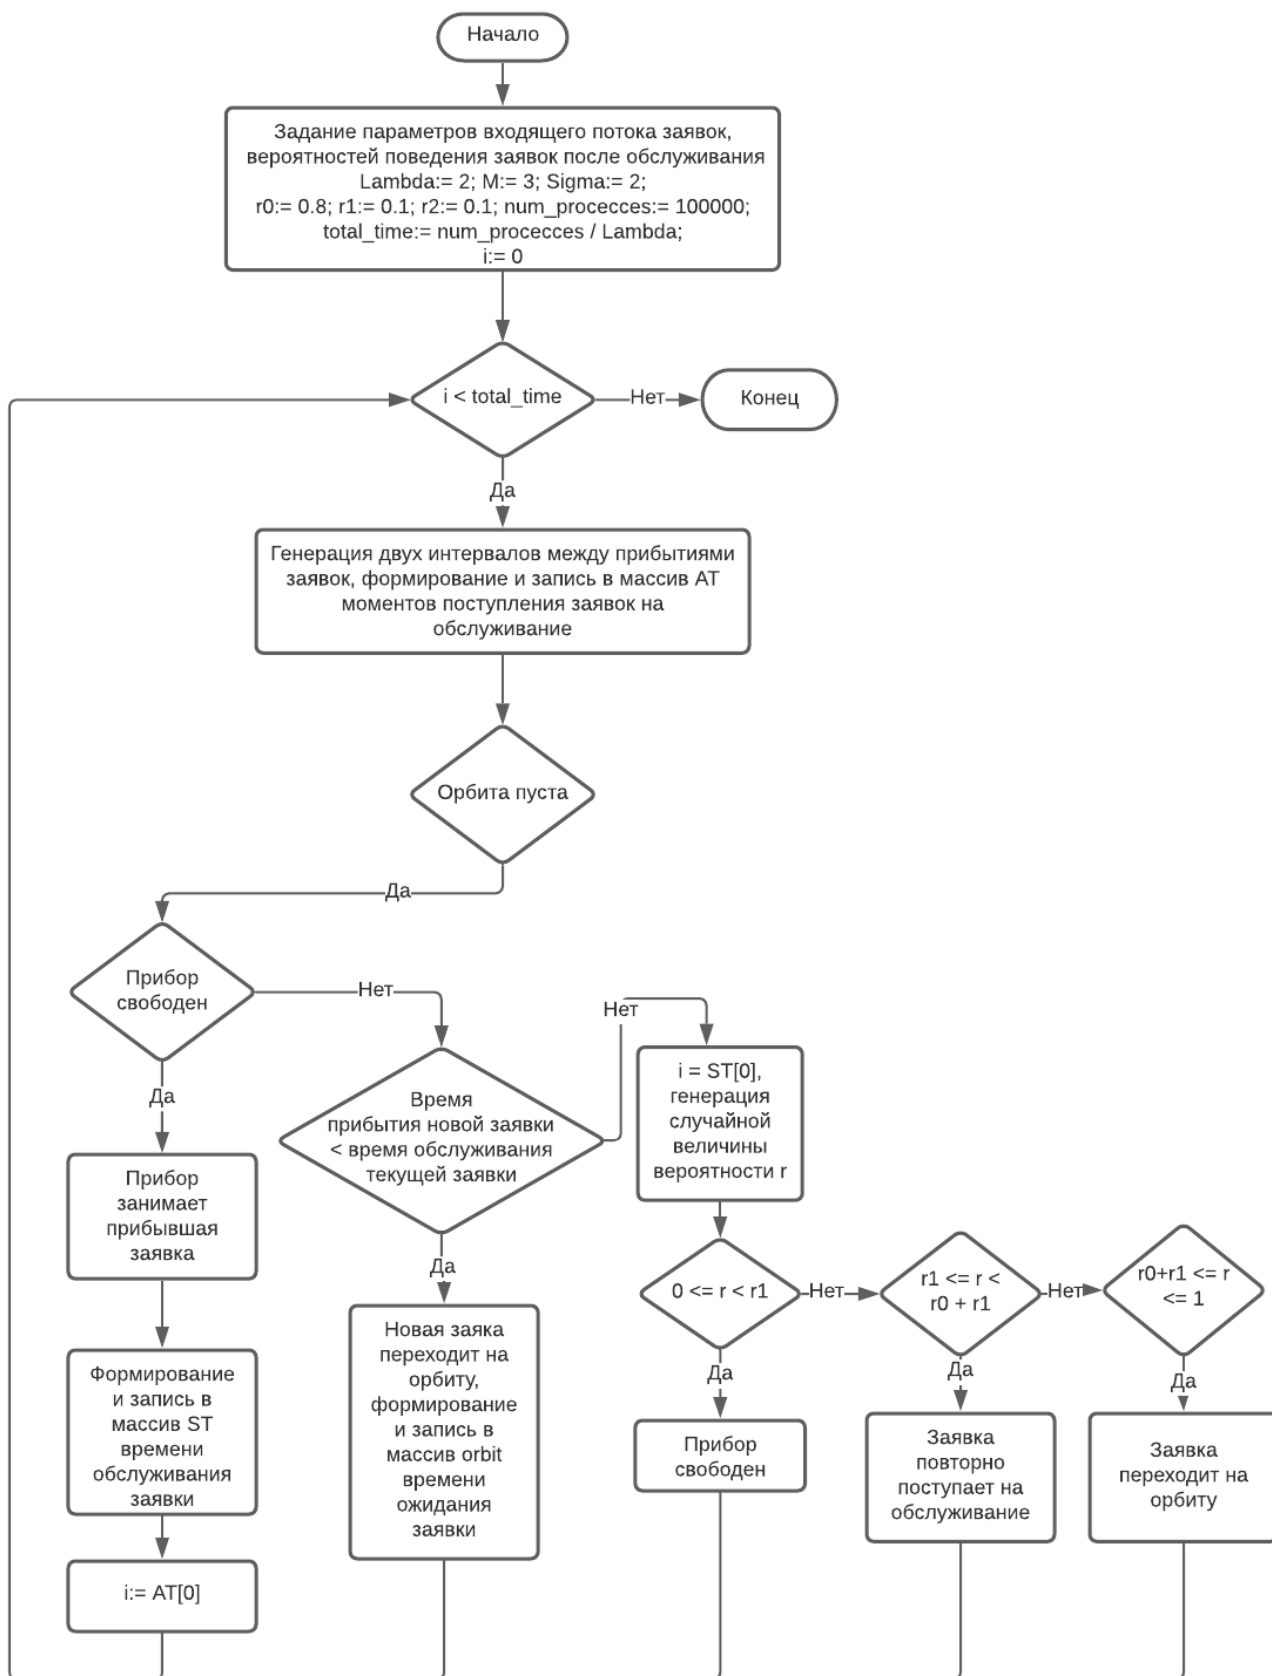 Начало
Задание параметров входящего потока заявок,
вероятностей поведения заявок после обслуживания
Lambda:= 2; M:= 3; Sigma:= 2;
r0:= 0.8; r1:= 0.1; r2:= 0.1; num_procecces:= 100000;
total_time:= num_procecces / Lambda;
i:= 0
i < total_time
Нет
Конец
Да
Генерация двух интервалов между прибытиями
заявок, формирование и запись в массив AT
моментов поступления заявок на
обслуживание
Орбита пуста
Да
Прибор
свободен
Нет
Да
Прибор
занимает
прибывшая
заявка
Формирование
и запись в
массив ST
времени
обслуживания
заявки
i:= AT[0]
Время
прибытия новой заявки
< время обслуживания
текущей заявки
Нет
Да
Новая заяка
переходит на
орбиту,
формирование
и запись в
массив orbit
времени
ожидания
заявки
i = ST[0],
генерация
случайной
величины
вероятности r
0 <= r < r1
Нет
Да
Прибор
свободен
r1 <= r <
r0 + r1
Нет
Да
Заявка
повторно
поступает на
обслуживание
r0+r1 <= r
<= 1
Да
Заявка
переходит на
орбиту